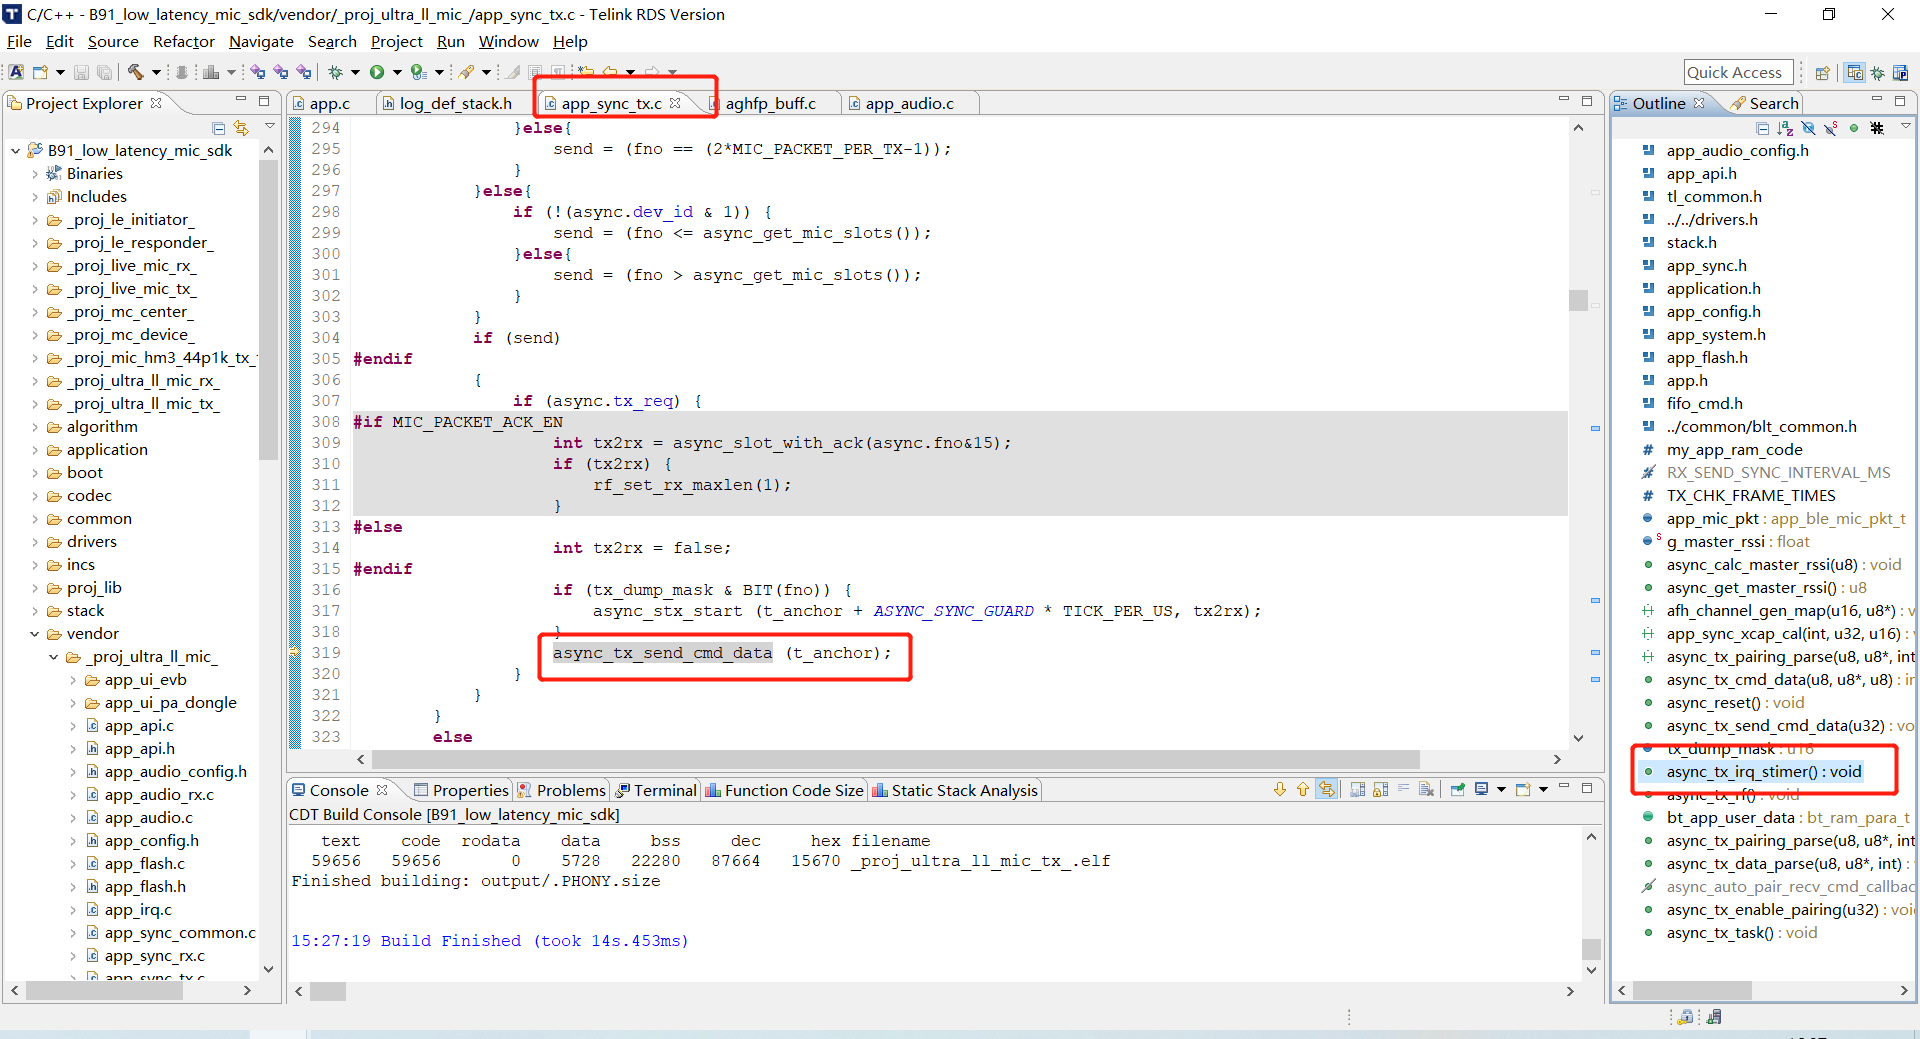 C/C++ - B91_low_latency_mic_sdk/vendor/_proj_ultra_ll_mic_/app_sync_tx.c - Telink RDS Version
File Edit Source Refactor Navigate Search Project Run Window Help
Quick Access
Project Explorer
B91_low_latency_mic_sdk
Binaries
Includes
_proj_le_initiator_
_proj_le_responder_
_proj_live_mic_rx_
_proj_live_mic_tx_
_proj_mc_center_
_proj_mc_device_
_proj_mic_hm3_44p1k_tx_
_proj_ultra_ll_mic_rx_
_proj_ultra_ll_mic_tx_
algorithm
application
boot
codec
common
drivers
incs
proj_lib
stack
vendor
_proj_ultra_ll_mic_
app_ui_evb
app_ui_pa_dongle
app_api.c
app_api.h
app_audio_config.h
app_audio_rx.c
app_audio.c
app_config.h
app_flash.c
app_flash.h
app_irq.c
app_sync_common.c
app_sync_rx.c
app_sync_tx.c
app.c log_def_stack.h app_sync_tx.c aghfp_buff.c app_audio.c
294 }else{
295 send = (fno == (2*MIC_PACKET_PER_TX-1));
296 }
297 }else{
298 if (!(async.dev_id & 1)) {
299 send = (fno <= async_get_mic_slots());
300 }else{
301 send = (fno > async_get_mic_slots());
302 }
303 }
304 if (send)
305 #endif
306 {
307 if (async.tx_req) {
308 #if MIC_PACKET_ACK_EN
309 int tx2rx = async_slot_with_ack(async.fno&15);
310 if (tx2rx) {
311 rf_set_rx_maxlen(1);
312 }
313 #else
314 int tx2rx = false;
315 #endif
316 if (tx_dump_mask & BIT(fno)) {
317 async_stx_start (t_anchor + ASYNC_SYNC_GUARD * TICK_PER_US, tx2rx);
318 }
319 async_tx_send_cmd_data (t_anchor);
320 }
321 }
322 }
323 else
Console Properties Problems Terminal Function Code Size Static Stack Analysis
CDT Build Console [B91_low_latency_mic_sdk]
text code rodata data bss dec hex filename
59656 59656 0 5728 22280 87664 15670 _proj_ultra_ll_mic_tx_.elf
Finished building: output/.PHONY.size
15:27:19 Build Finished (took 14s.453ms)
Outline Search
app_audio_config.h
app_api.h
tl_common.h
../../drivers.h
stack.h
app_sync.h
application.h
app_config.h
app_system.h
app_flash.h
app.h
fifo_cmd.h
../common/blt_common.h
my_app_ram_code
RX_SEND_SYNC_INTERVAL_MS
TX_CHK_FRAME_TIMES
app_mic_pkt : app_ble_mic_pkt_t
g_master_rssi : float
async_calc_master_rssi(u8) : void
async_get_master_rssi() : u8
afh_channel_gen_map(u16, u8*) : v
app_sync_xcap_cal(int, u32, u16) :
async_tx_pairing_parse(u8, u8*, int
async_tx_cmd_data(u8, u8*, u8) : in
async_reset() : void
async_tx_send_cmd_data(u32) : vo
tx_dump_mask : u16
async_tx_irq_stimer() : void
async_tx_rf() : void
bt_app_user_data : bt_ram_para_t
async_tx_pairing_parse(u8, u8*, int
async_tx_data_parse(u8, u8*, int) :
async_auto_pair_recv_cmd_callbac
async_tx_enable_pairing(u32) : voi
async_tx_task() : void